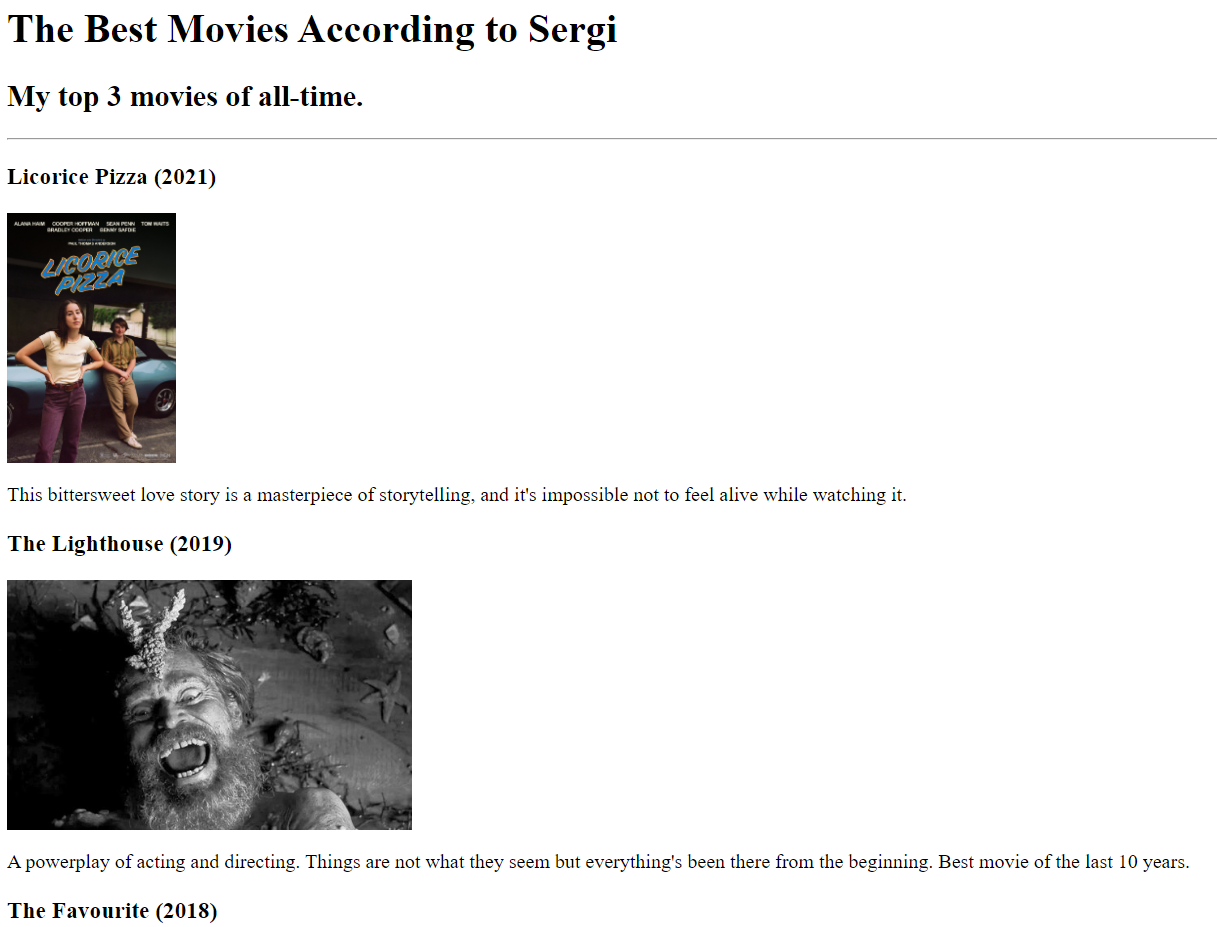 The Best Movies According to Sergi
My top 3 movies of all-time.
Licorice Pizza (2021)
ALANA HAIM COOPER HOFFMAN SEAN PENN TOM WAITS
BRADLEY COOPER BENNY SAFDIE
PAUL THOMAS ANDERSON
LICORICE
PIZZA
This bittersweet love story is a masterpiece of storytelling, and it's impossible not to feel alive while watching it.
The Lighthouse (2019)
A powerplay of acting and directing. Things are not what they seem but everything's been there from the beginning. Best movie of the last 10 years.
The Favourite (2018)